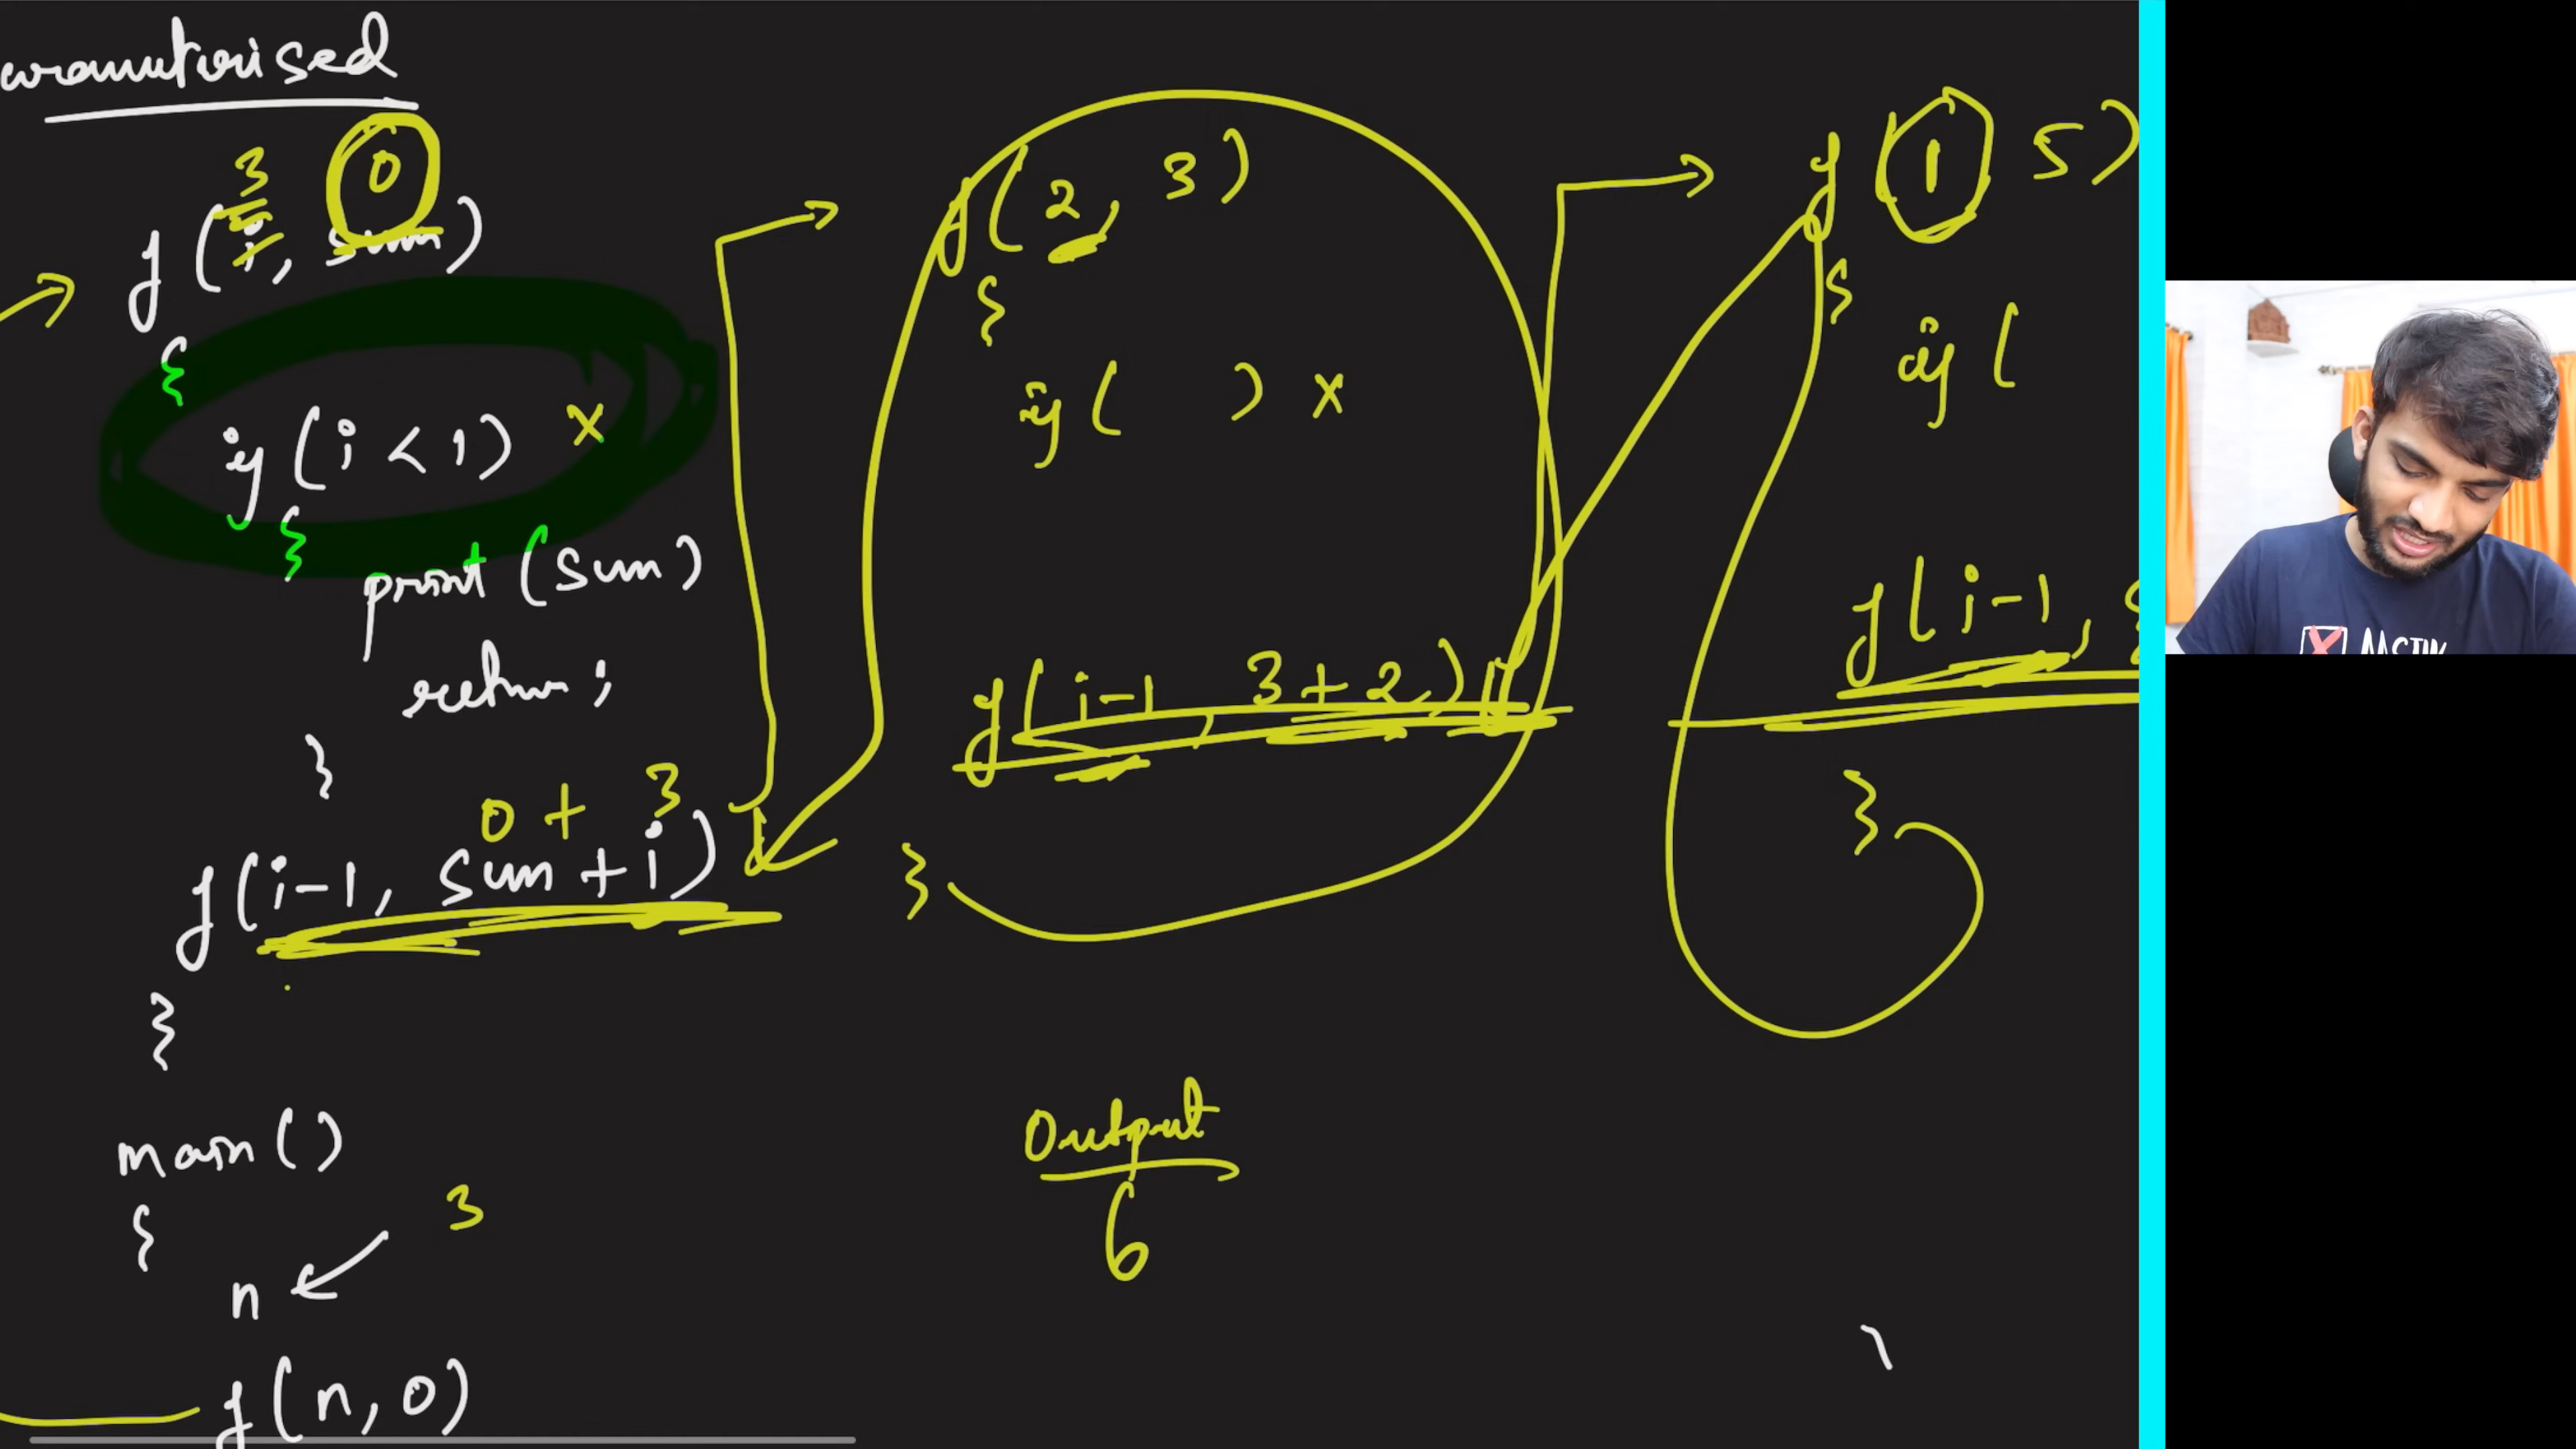 f(i, sum)
3 0
{
if (i < 1) x
{
print (sum)
return;
}
0 + 3
f(i-1, sum + i)
}
main()
{
n ← 3
f(n, 0)
f(2, 3)
{
if ( ) x
f(i-1, 3+2)
}
Output
6
f(1 5)
{
if (
f(i-1,
}